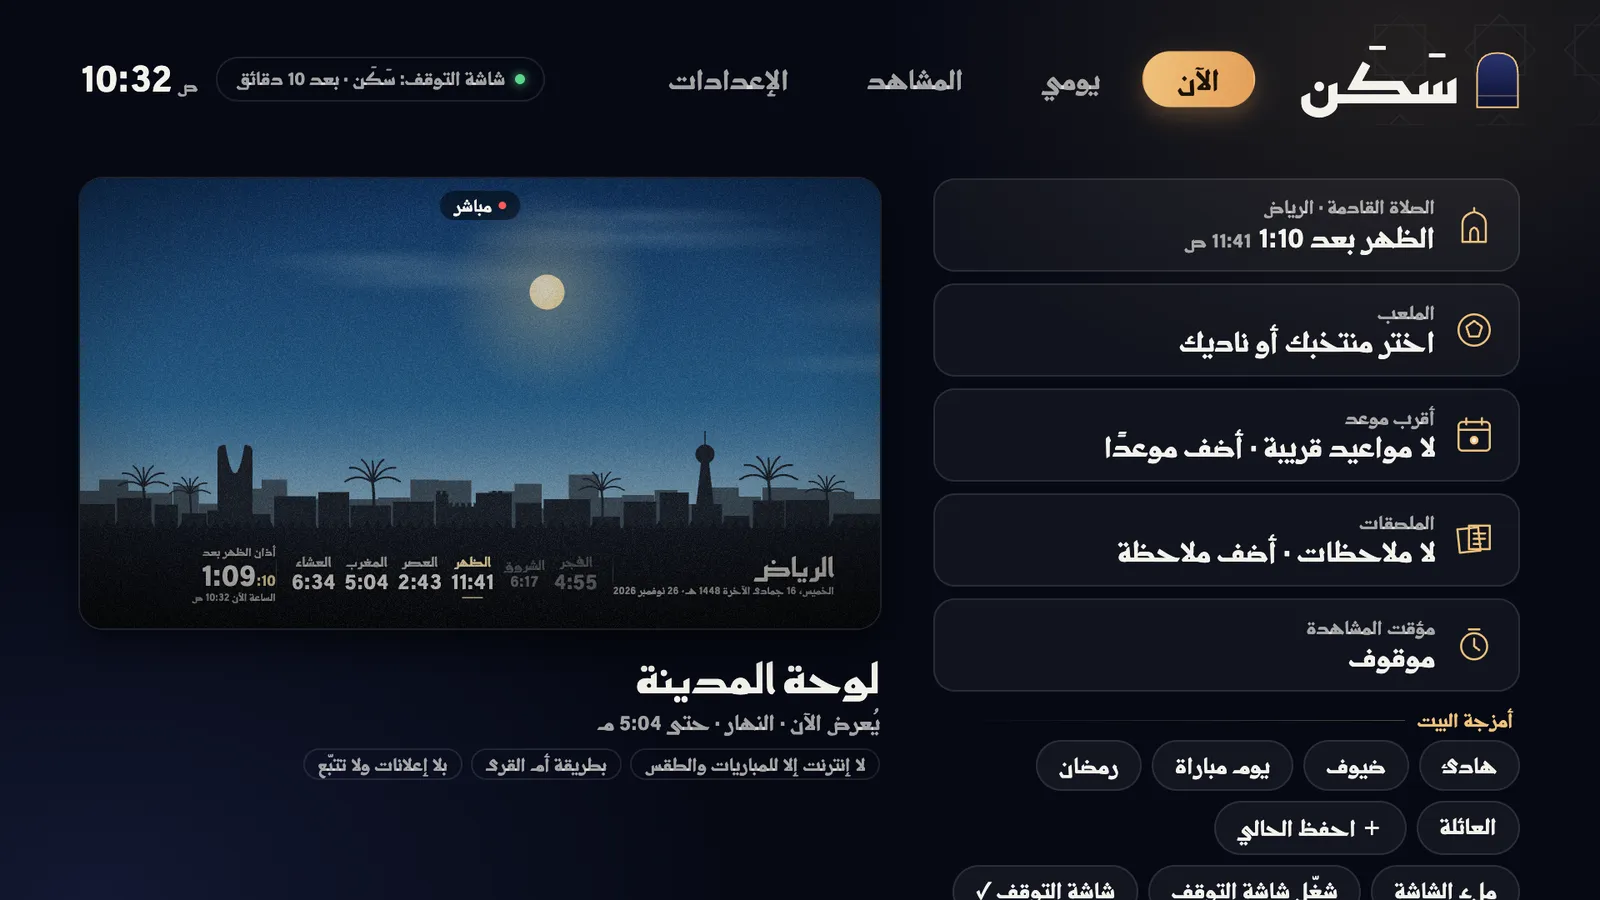 سَكَن
الآن
يومي
المشاهد
الإعدادات
شاشة التوقف: سَكَن · بعد 10 دقائق
10:32 ص
الصلاة القادمة · الرياض
الظهر بعد 1:10 11:41 ص
الملعب
اختر منتخبك أو ناديك
أقرب موعد
لا مواعيد قريبة · أضف موعدًا
الملصقات
لا ملاحظات · أضف ملاحظة
مؤقت المشاهدة
موقوف
أمزجة البيت
هادئ
ضيوف
يوم مباراة
رمضان
العائلة
+ احفظ الحالي
ملء الشاشة
شغّل شاشة التوقف
شاشة التوقف ✓
مباشر
الرياض
الخميس، 16 جمادى الآخرة 1448 هـ · 26 نوفمبر 2026
الفجر 4:55
الشروق 6:17
الظهر 11:41
العصر 2:43
المغرب 5:04
العشاء 6:34
أذان الظهر بعد
1:09:10
الساعة الآن 10:32 ص
لوحة المدينة
يُعرض الآن · النهار · حتى 5:04 م
لا إنترنت إلا للمباريات والطقس
بطريقة أم القرى
بلا إعلانات ولا تتبّع